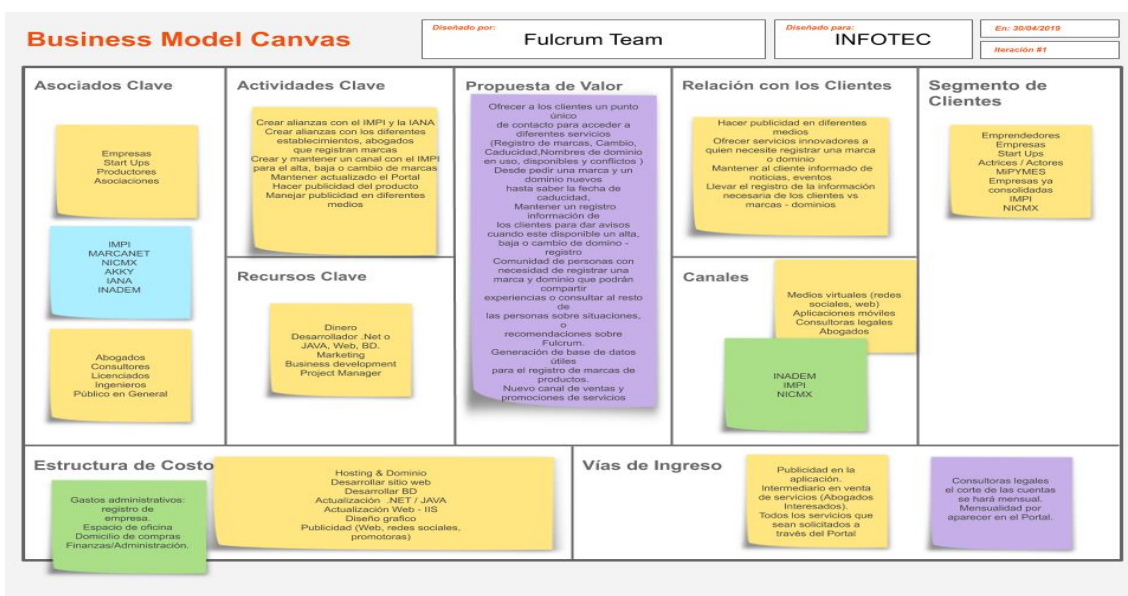 Business Model Canvas
Diseñado por:
Fulcrum Team
Diseñado para:
INFOTEC
En: 30/04/2019
Iteración #1
Asociados Clave
Empresas
Start Ups
Productores
Asociaciones
IMPI
MARCANET
NICMX
AKKY
IANA
INADEM
Abogados
Consultores
Licenciados
Ingenieros
Público en General
Actividades Clave
Crear alianzas con el IMPI y la IANA
Crear alianzas con los diferentes
establecimientos, abogados
que registran marcas
Crear y mantener un canal con el IMPI
para el alta, baja o cambio de marcas
Mantener actualizado el Portal
Hacer publicidad del producto
Manejar publicidad en diferentes
medios
Recursos Clave
Dinero
Desarrollador .Net o
JAVA, Web, BD.
Marketing
Business development
Project Manager
Propuesta de Valor
Ofrecer a los clientes un punto
único
de contacto para acceder a
diferentes servicios
(Registro de marcas, Cambio,
Caducidad,Nombres de dominio
en uso, disponibles y conflictos )
Desde pedir una marca y un
dominio nuevos
hasta saber la fecha de
caducidad,
Mantener un registro
información de
los clientes para dar avisos
cuando este disponible un alta,
baja o cambio de domino -
registro
Comunidad de personas con
necesidad de registrar una
marca y dominio que podrán
compartir
experiencias o consultar al resto
de
las personas sobre situaciones,
o
recomendaciones sobre
Fulcrum.
Generación de base de datos
útiles
para el registro de marcas de
productos.
Nuevo canal de ventas y
promociones de servicios
Relación con los Clientes
Hacer publicidad en diferentes
medios
Ofrecer servicios innovadores a
quien necesite registrar una marca
o dominio
Mantener al cliente informado de
noticias, eventos
Llevar el registro de la información
necesaria de los clientes vs
marcas - dominios
Canales
Medios virtuales (redes
sociales, web)
Aplicaciones móviles
Consultoras legales
Abogados
INADEM
IMPI
NICMX
Segmento de
Clientes
Emprendedores
Empresas
Start Ups
Actrices / Actores
MiPYMES
Empresas ya
consolidadas
IMPI
NICMX
Estructura de Costo
Gastos administrativos:
registro de
empresa.
Espacio de oficina
Domicilio de compras
Finanzas/Administración.
Hosting & Dominio
Desarrollar sitio web
Desarrollar BD
Actualización .NET / JAVA
Actualización Web - IIS
Diseño grafico
Publicidad (Web, redes sociales,
promotoras)
Vías de Ingreso
Publicidad en la
aplicación.
Intermediario en venta
de servicios (Abogados
Interesados).
Todos los servicios que
sean solicitados a
través del Portal
Consultoras legales
el corte de las cuentas
se hará mensual.
Mensualidad por
aparecer en el Portal.